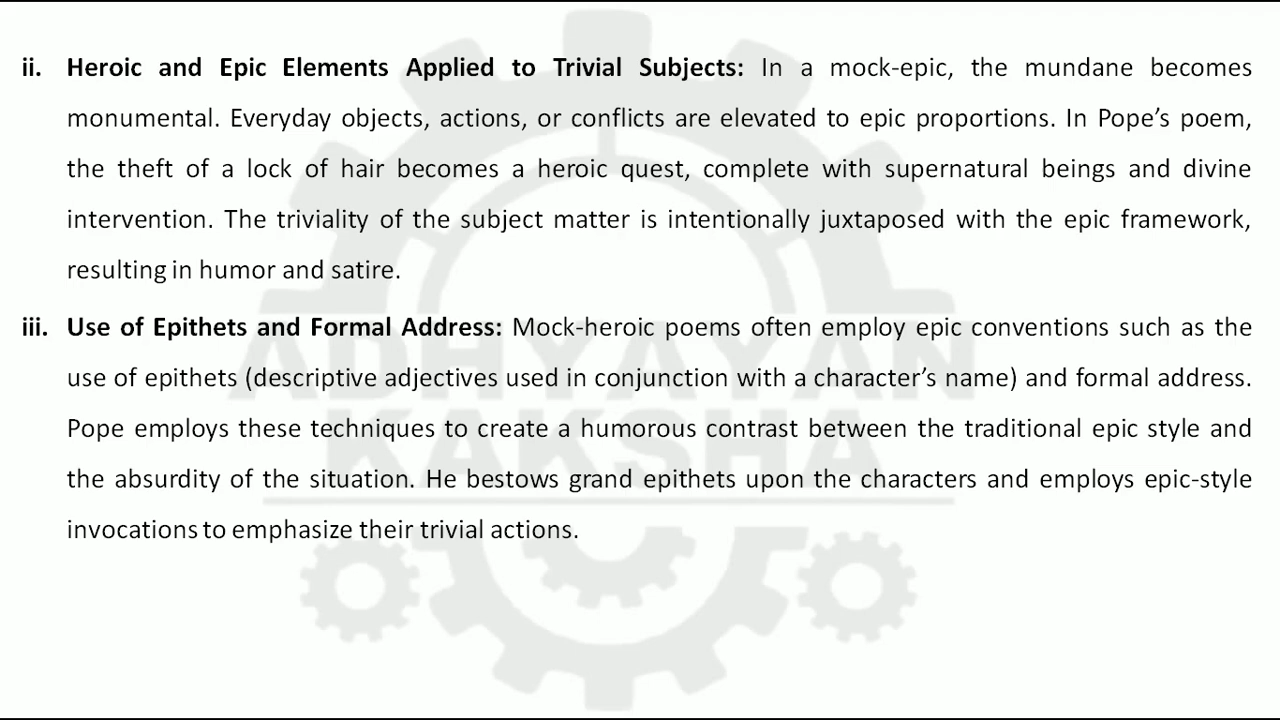 ii. Heroic and Epic Elements Applied to Trivial Subjects: In a mock-epic, the mundane becomes
monumental. Everyday objects, actions, or conflicts are elevated to epic proportions. In Pope’s poem,
the theft of a lock of hair becomes a heroic quest, complete with supernatural beings and divine
intervention. The triviality of the subject matter is intentionally juxtaposed with the epic framework,
resulting in humor and satire.
iii. Use of Epithets and Formal Address: Mock-heroic poems often employ epic conventions such as the
use of epithets (descriptive adjectives used in conjunction with a character’s name) and formal address.
Pope employs these techniques to create a humorous contrast between the traditional epic style and
the absurdity of the situation. He bestows grand epithets upon the characters and employs epic-style
invocations to emphasize their trivial actions.
ADHYAYAN
KAKSHA